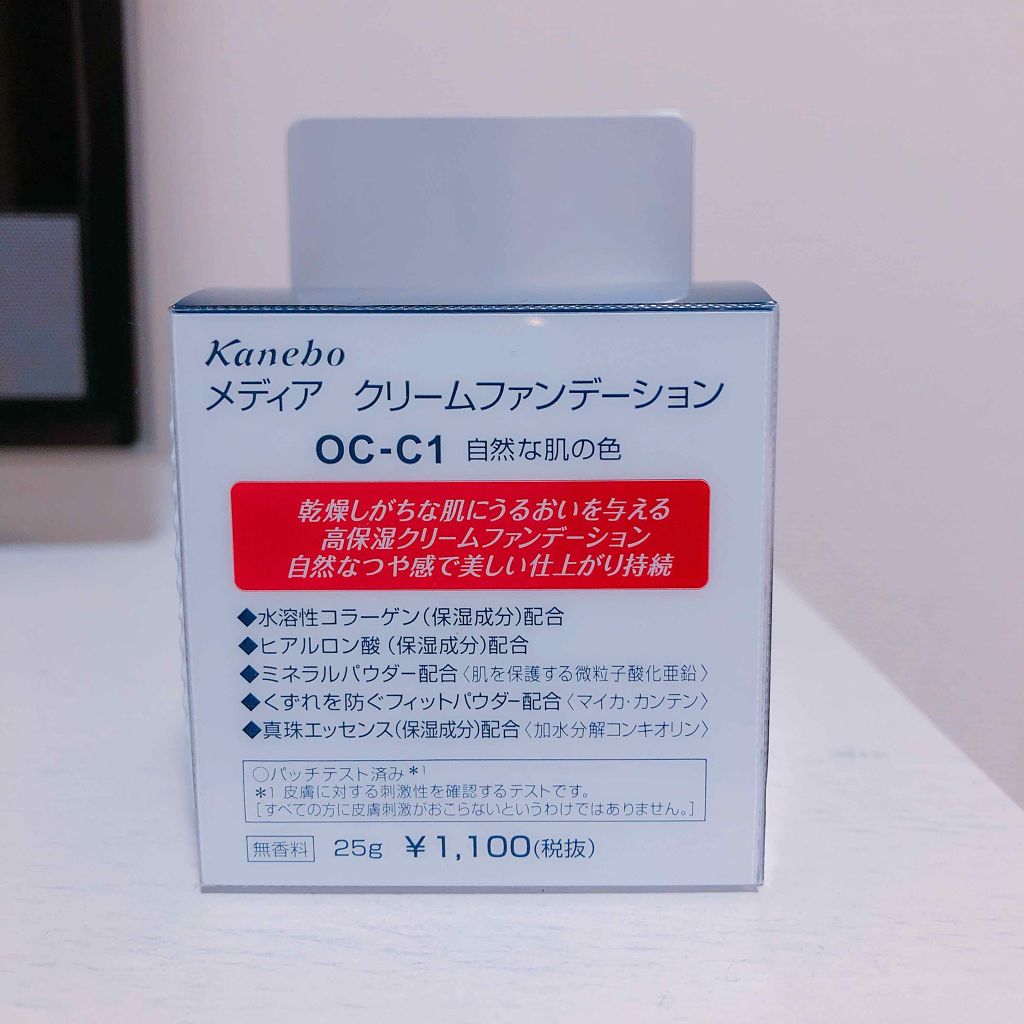 Kanebo
メディア クリームファンデーション
OC-C1 自然な肌の色
乾燥しがちな肌にうるおいを与える
高保湿クリームファンデーション
自然なつや感で美しい仕上がり持続
◆水溶性コラーゲン(保湿成分)配合
◆ヒアルロン酸(保湿成分)配合
◆ミネラルパウダー配合〈肌を保護する微粒子酸化亜鉛〉
◆くずれを防ぐフィットパウダー配合〈マイカ・カンテン〉
◆真珠エッセンス(保湿成分)配合〈加水分解コンキオリン〉
○パッチテスト済み*1
*1 皮膚に対する刺激性を確認するテストです。
[すべての方に皮膚刺激がおこらないというわけではありません。]
無香料 25g ¥1,100(税抜)